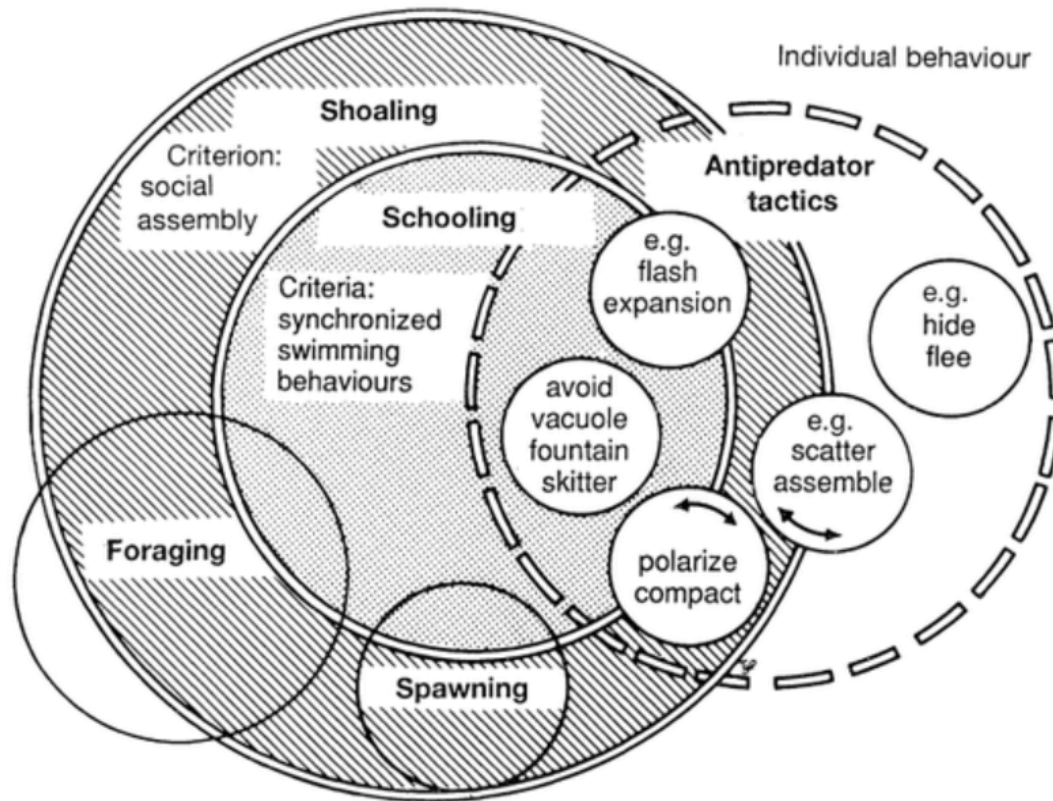 Individual behaviour
Shoaling
Criterion:
social
assembly
Antipredator
tactics
Schooling
e.g.
flash
expansion
Criteria:
synchronized
swimming
behaviours
e.g.
hide
flee
avoid
vacuole
fountain
skitter
e.g.
scatter
assemble
Foraging
polarize
compact
Spawning